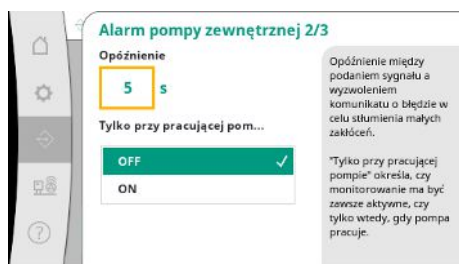 Alarm pompy zewnętrznej 2/3
Opóźnienie
5 s
Tylko przy pracującej pom...
OFF
ON
Opóźnienie między
podaniem sygnału a
wyzwoleniem
komunikatu o błędzie w
celu stłumienia małych
zakłóceń.
"Tylko przy pracującej
pompie" określa, czy
monitorowanie ma być
zawsze aktywne, czy
tylko wtedy, gdy pompa
pracuje.